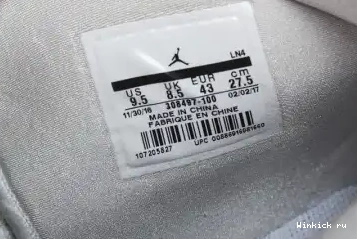 LN4
US UK EUR cm
9.5 8.5 43 27.5
11/30/16 308497-100 02/02/17
MADE IN CHINA
FABRIQUE EN CHINE
107205827
UPC
Winkick ru